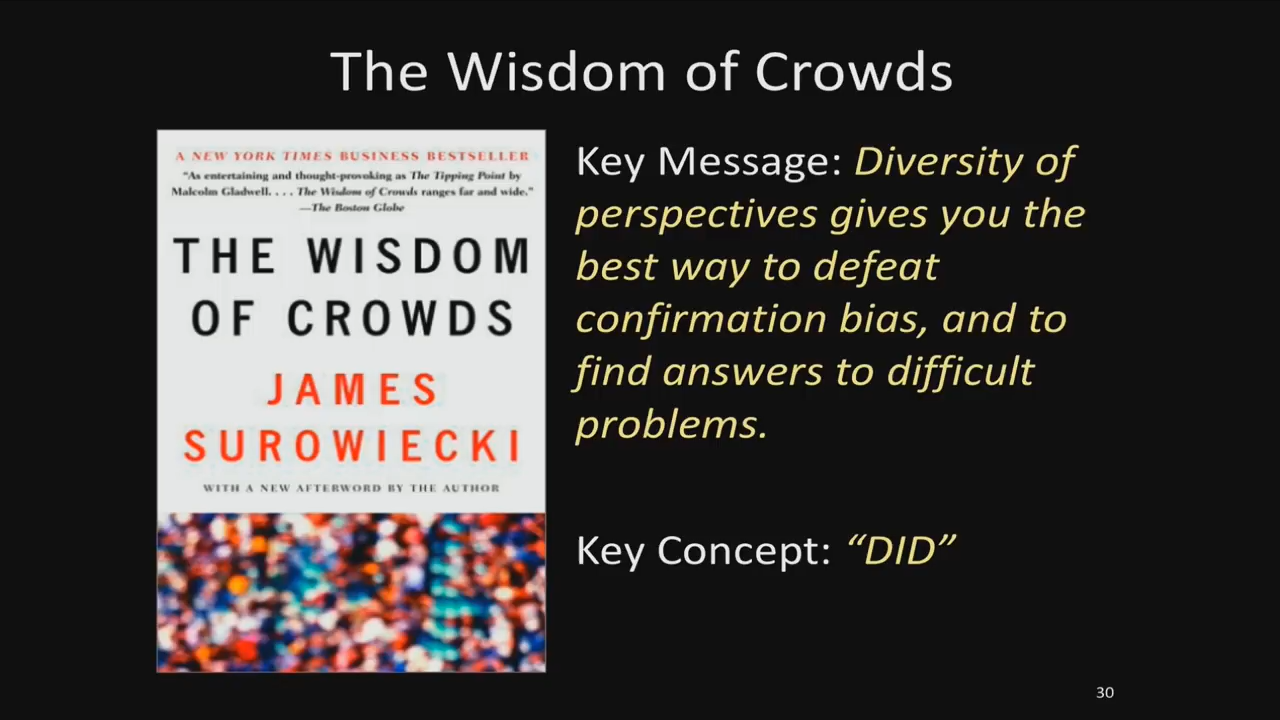 The Wisdom of Crowds
A NEW YORK TIMES BUSINESS BESTSELLER
"As entertaining and thought-provoking as The Tipping Point by
Malcolm Gladwell. . . . The Wisdom of Crowds ranges far and wide."
—The Boston Globe
THE WISDOM
OF CROWDS
JAMES
SUROWIECKI
WITH A NEW AFTERWORD BY THE AUTHOR
Key Message: Diversity of
perspectives gives you the
best way to defeat
confirmation bias, and to
find answers to difficult
problems.
Key Concept: “DID”
30